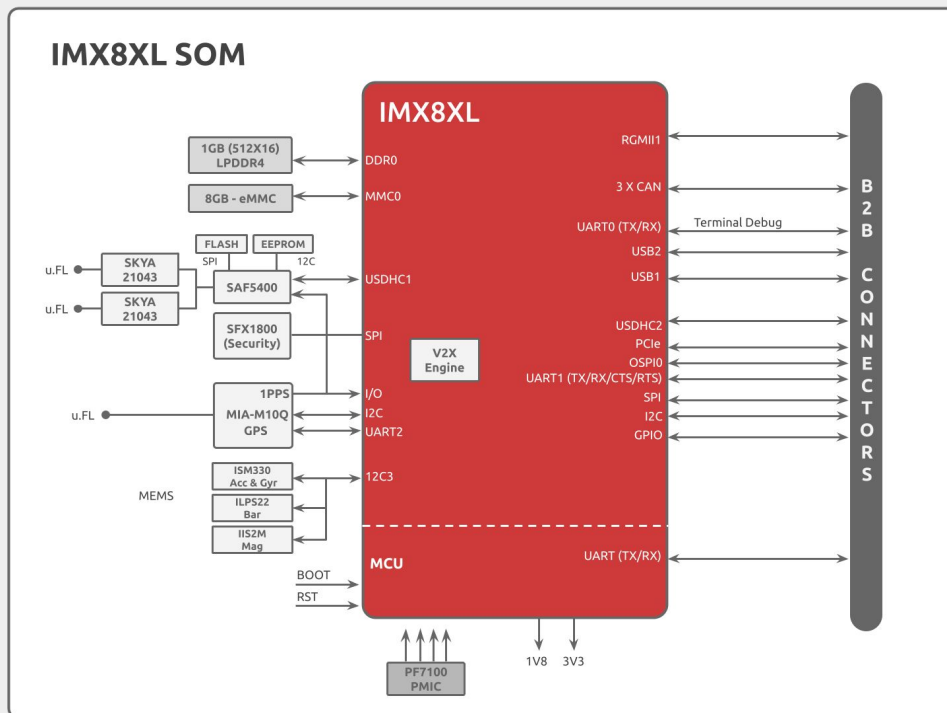 IMX8XL SOM
IMX8XL
1GB (512X16)
LPDDR4
DDR0
8GB - eMMC
MMC0
FLASH
EEPROM
SPI
12C
u.FL
SKYA
21043
u.FL
SKYA
21043
SAF5400
USDHC1
SFX1800
(Security)
SPI
V2X
Engine
u.FL
1PPS
MIA-M10Q
GPS
I/O
I2C
UART2
MEMS
ISM330
Acc & Gyr
ILPS22
Bar
IIS2M
Mag
12C3
MCU
BOOT
RST
PF7100
PMIC
1V8
3V3
RGMII1
3 X CAN
UART0 (TX/RX)
Terminal Debug
USB2
USB1
USDHC2
PCIe
OSPI0
UART1 (TX/RX/CTS/RTS)
SPI
I2C
GPIO
UART (TX/RX)
B2B CONNECTORS